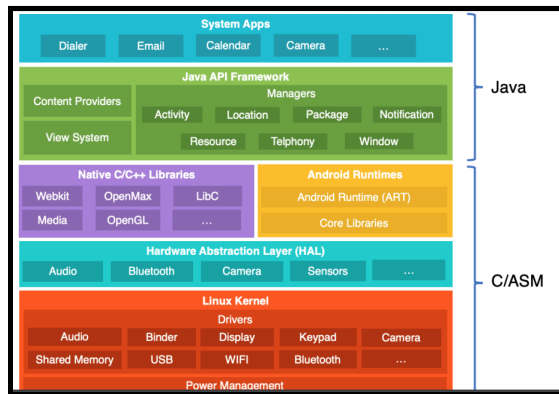 System Apps
Dialer Email Calendar Camera ...
Java API Framework
Content Providers
View System
Managers
Activity Location Package Notification
Resource Telphony Window
Java
Native C/C++ Libraries
Webkit OpenMax LibC
Media OpenGL ...
Android Runtimes
Android Runtime (ART)
Core Libraries
Hardware Abstraction Layer (HAL)
Audio Bluetooth Camera Sensors ...
C/ASM
Linux Kernel
Drivers
Audio Binder Display Keypad Camera
Shared Memory USB WIFI Bluetooth ...
Power Management